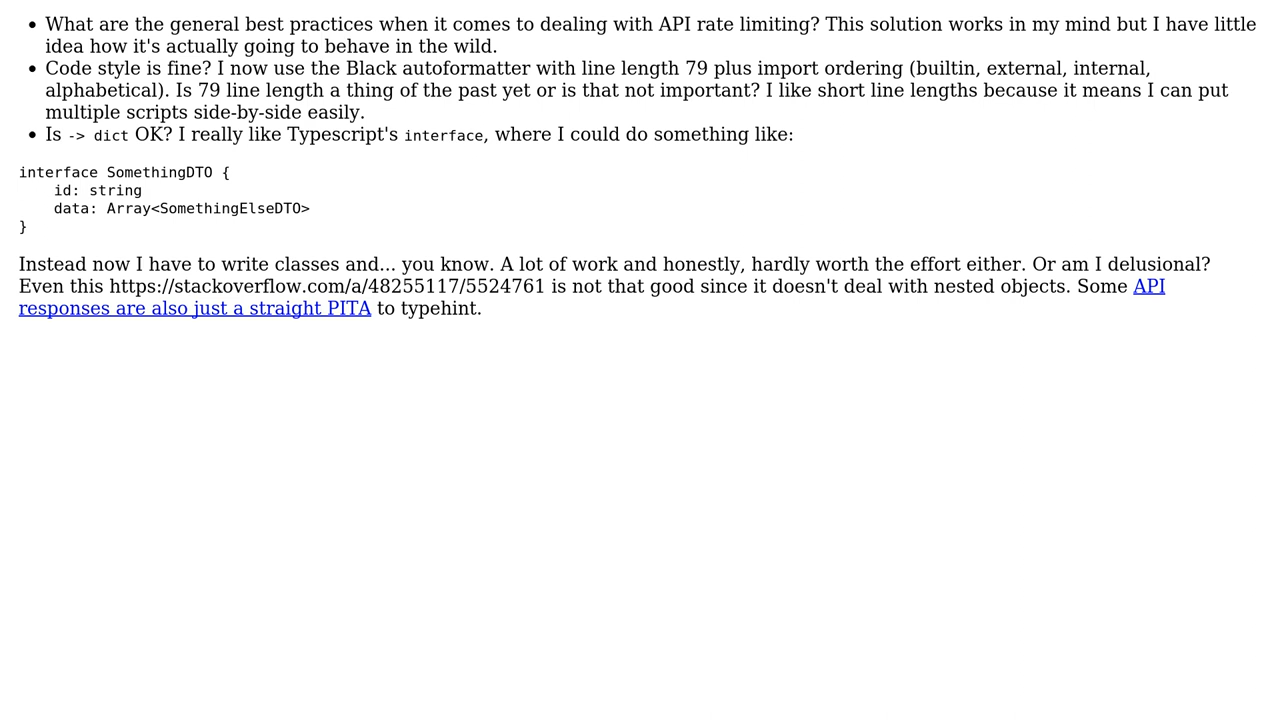 • What are the general best practices when it comes to dealing with API rate limiting? This solution works in my mind but I have little
idea how it's actually going to behave in the wild.
• Code style is fine? I now use the Black autoformatter with line length 79 plus import ordering (builtin, external, internal,
alphabetical). Is 79 line length a thing of the past yet or is that not important? I like short line lengths because it means I can put
multiple scripts side-by-side easily.
• Is -> dict OK? I really like Typescript's interface, where I could do something like:
interface SomethingDTO {
    id: string
    data: Array<SomethingElseDTO>
}
Instead now I have to write classes and... you know. A lot of work and honestly, hardly worth the effort either. Or am I delusional?
Even this https://stackoverflow.com/a/48255117/5524761 is not that good since it doesn't deal with nested objects. Some API
responses are also just a straight PITA to typehint.